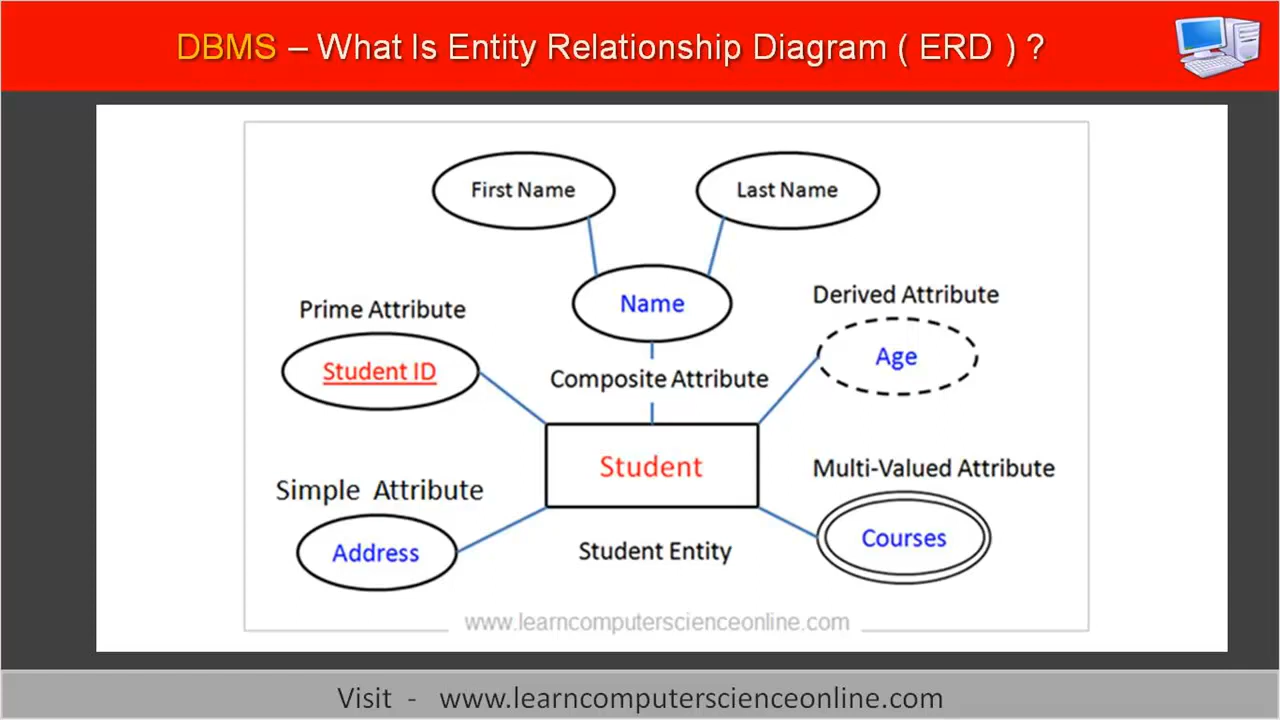 DBMS – What Is Entity Relationship Diagram ( ERD ) ?
First Name
Last Name
Name
Prime Attribute
Student ID
Derived Attribute
Age
Composite Attribute
Student
Simple Attribute
Address
Multi-Valued Attribute
Courses
Student Entity
www.learncomputerscienceonline.com
Visit - www.learncomputerscienceonline.com